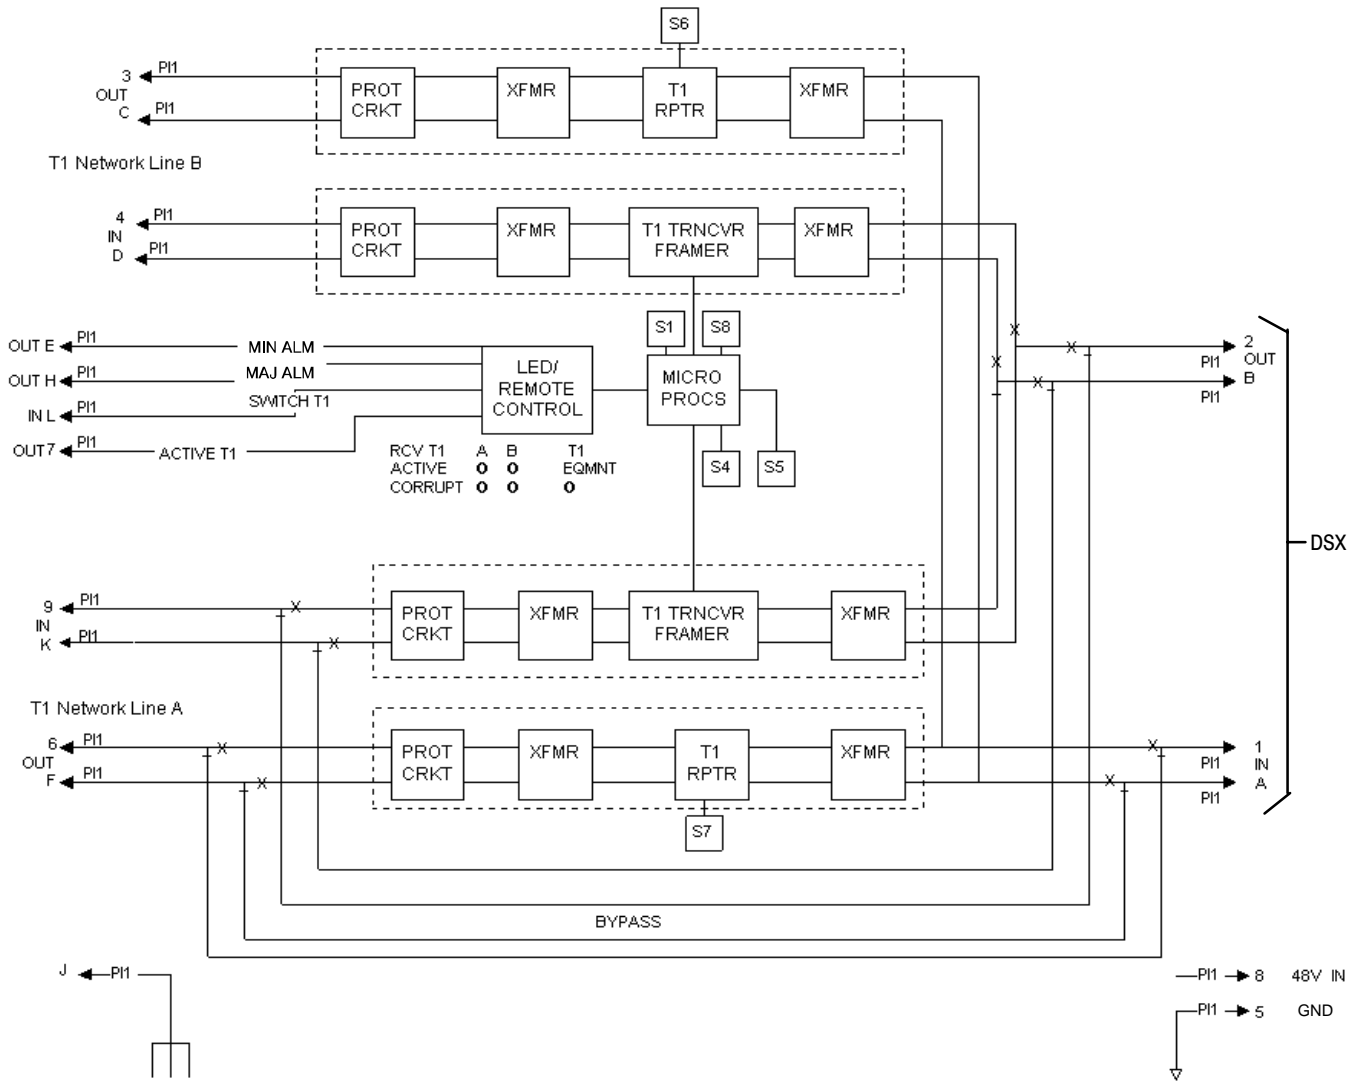 S6
3 PI1
OUT
C PI1
PROT CRKT
XFMR
T1 RPTR
XFMR
T1 Network Line B
4 PI1
IN
D PI1
PROT CRKT
XFMR
T1 TRNCVR FRAMER
XFMR
S1
S8
OUT E PI1 MIN ALM
OUT H PI1 MAJ ALM
IN L PI1 SWITCH T1
OUT 7 PI1 ACTIVE T1
LED/
REMOTE
CONTROL
MICRO
PROCS
S4
S5
RCV T1 A B T1
ACTIVE O O EQMNT
CORRUPT O O O
X
X
X
X
2
PI1 OUT
B
PI1
DSX
9 PI1
IN
K PI1
X
X
PROT CRKT
XFMR
T1 TRNCVR FRAMER
XFMR
T1 Network Line A
6 PI1
OUT
F PI1
X
X
PROT CRKT
XFMR
T1 RPTR
XFMR
S7
X
X
1
PI1 IN
A
PI1
BYPASS
J PI1
PI1 8 48V IN
PI1 5 GND